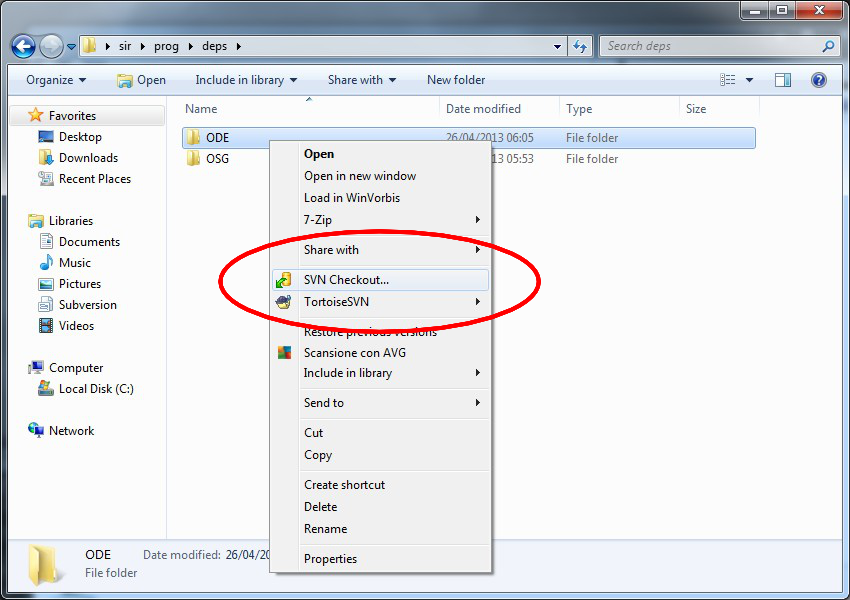 sir prog deps
Search deps
Organize Open Include in library Share with New folder
Name Date modified Type Size
Favorites
Desktop
Downloads
Recent Places
Libraries
Documents
Music
Pictures
Subversion
Videos
Computer
Local Disk (C:)
Network
ODE 26/04/2013 06:05 File folder
OSG 13 05:53 File folder
Open
Open in new window
Load in WinVorbis
7-Zip
Share with
SVN Checkout...
TortoiseSVN
Restore previous versions
Scansione con AVG
Include in library
Send to
Cut
Copy
Create shortcut
Delete
Rename
Properties
ODE Date modified: 26/04/20
File folder